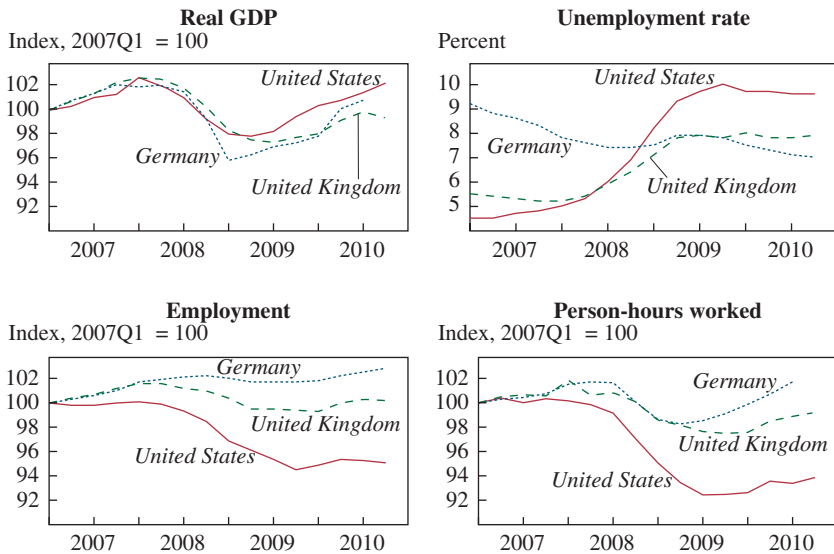 Real GDP
Index, 2007Q1 = 100
102
100
98
96
94
92
United States
Germany
United Kingdom
2007 2008 2009 2010
Unemployment rate
Percent
10
9
8
7
6
5
United States
Germany
United Kingdom
2007 2008 2009 2010
Employment
Index, 2007Q1 = 100
102
100
98
96
94
92
Germany
United Kingdom
United States
2007 2008 2009 2010
Person-hours worked
Index, 2007Q1 = 100
102
100
98
96
94
92
Germany
United Kingdom
United States
2007 2008 2009 2010